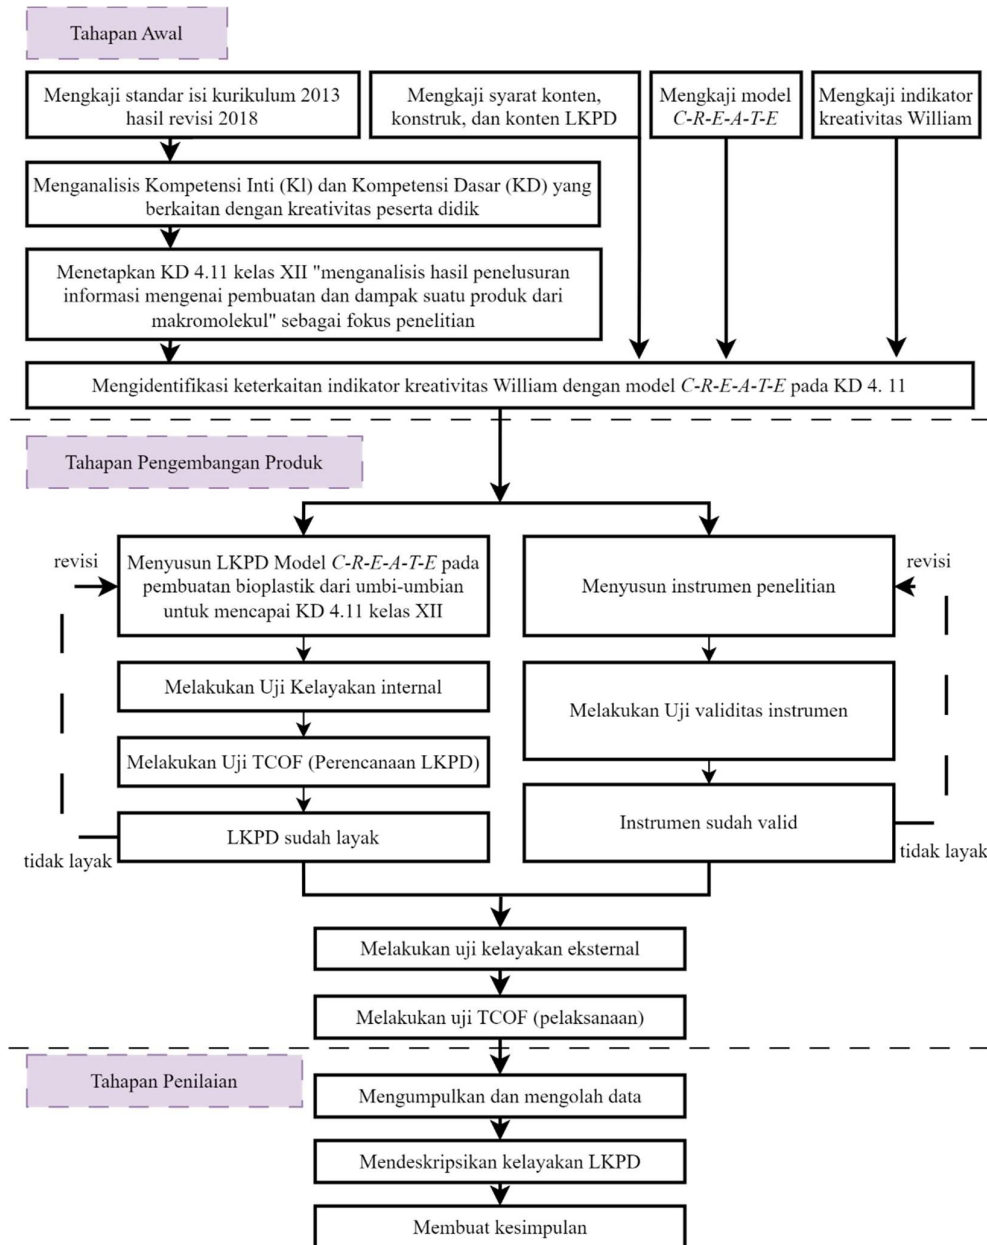 Tahapan Awal
Mengkaji standar isi kurikulum 2013
hasil revisi 2018
Mengkaji syarat konten,
konstruk, dan konten LKPD
Mengkaji model
C-R-E-A-T-E
Mengkaji indikator
kreativitas William
Menganalisis Kompetensi Inti (Kl) dan Kompetensi Dasar (KD) yang
berkaitan dengan kreativitas peserta didik
Menetapkan KD 4.11 kelas XII "menganalisis hasil penelusuran
informasi mengenai pembuatan dan dampak suatu produk dari
makromolekul" sebagai fokus penelitian
Mengidentifikasi keterkaitan indikator kreativitas William dengan model C-R-E-A-T-E pada KD 4. 11
Tahapan Pengembangan Produk
revisi
Menyusun LKPD Model C-R-E-A-T-E pada
pembuatan bioplastik dari umbi-umbian
untuk mencapai KD 4.11 kelas XII
Melakukan Uji Kelayakan internal
Melakukan Uji TCOF (Perencanaan LKPD)
LKPD sudah layak
tidak layak
Menyusun instrumen penelitian
revisi
Melakukan Uji validitas instrumen
Instrumen sudah valid
tidak layak
Melakukan uji kelayakan eksternal
Melakukan uji TCOF (pelaksanaan)
Tahapan Penilaian
Mengumpulkan dan mengolah data
Mendeskripsikan kelayakan LKPD
Membuat kesimpulan